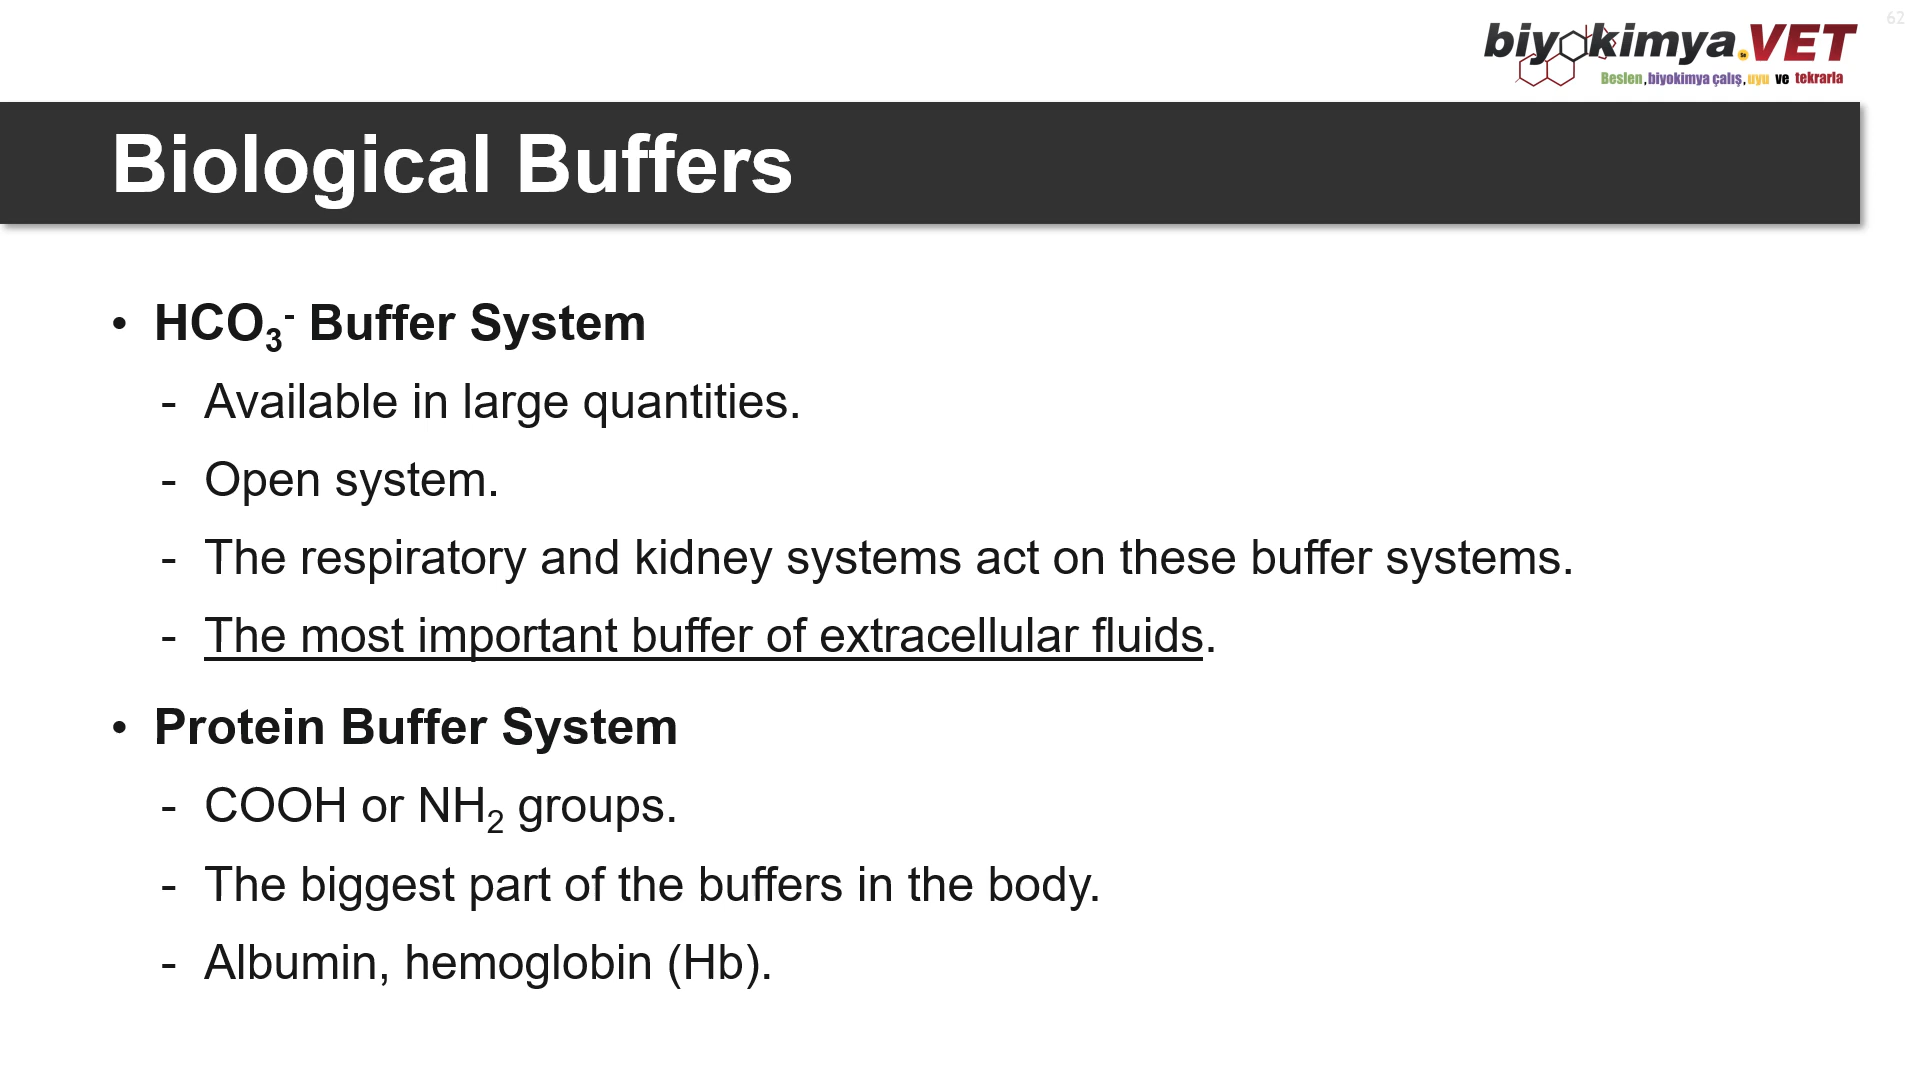 62
biyokimya.VET
Beslen, biyokimya çalış, uyu ve tekrarla
Biological Buffers
• HCO₃⁻ Buffer System
- Available in large quantities.
- Open system.
- The respiratory and kidney systems act on these buffer systems.
- The most important buffer of extracellular fluids.
• Protein Buffer System
- COOH or NH₂ groups.
- The biggest part of the buffers in the body.
- Albumin, hemoglobin (Hb).